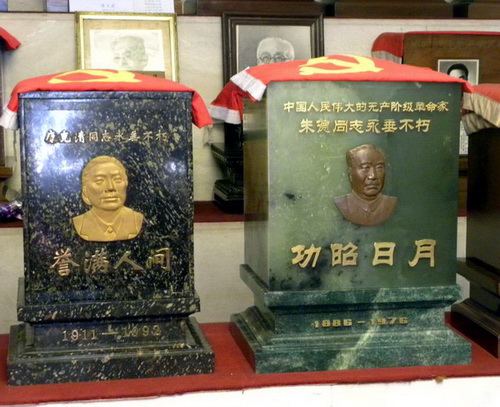 康克清同志永垂不朽
誉满人间
1911-1992
中国人民伟大的无产阶级革命家
朱德同志永垂不朽
功昭日月
1886-1976